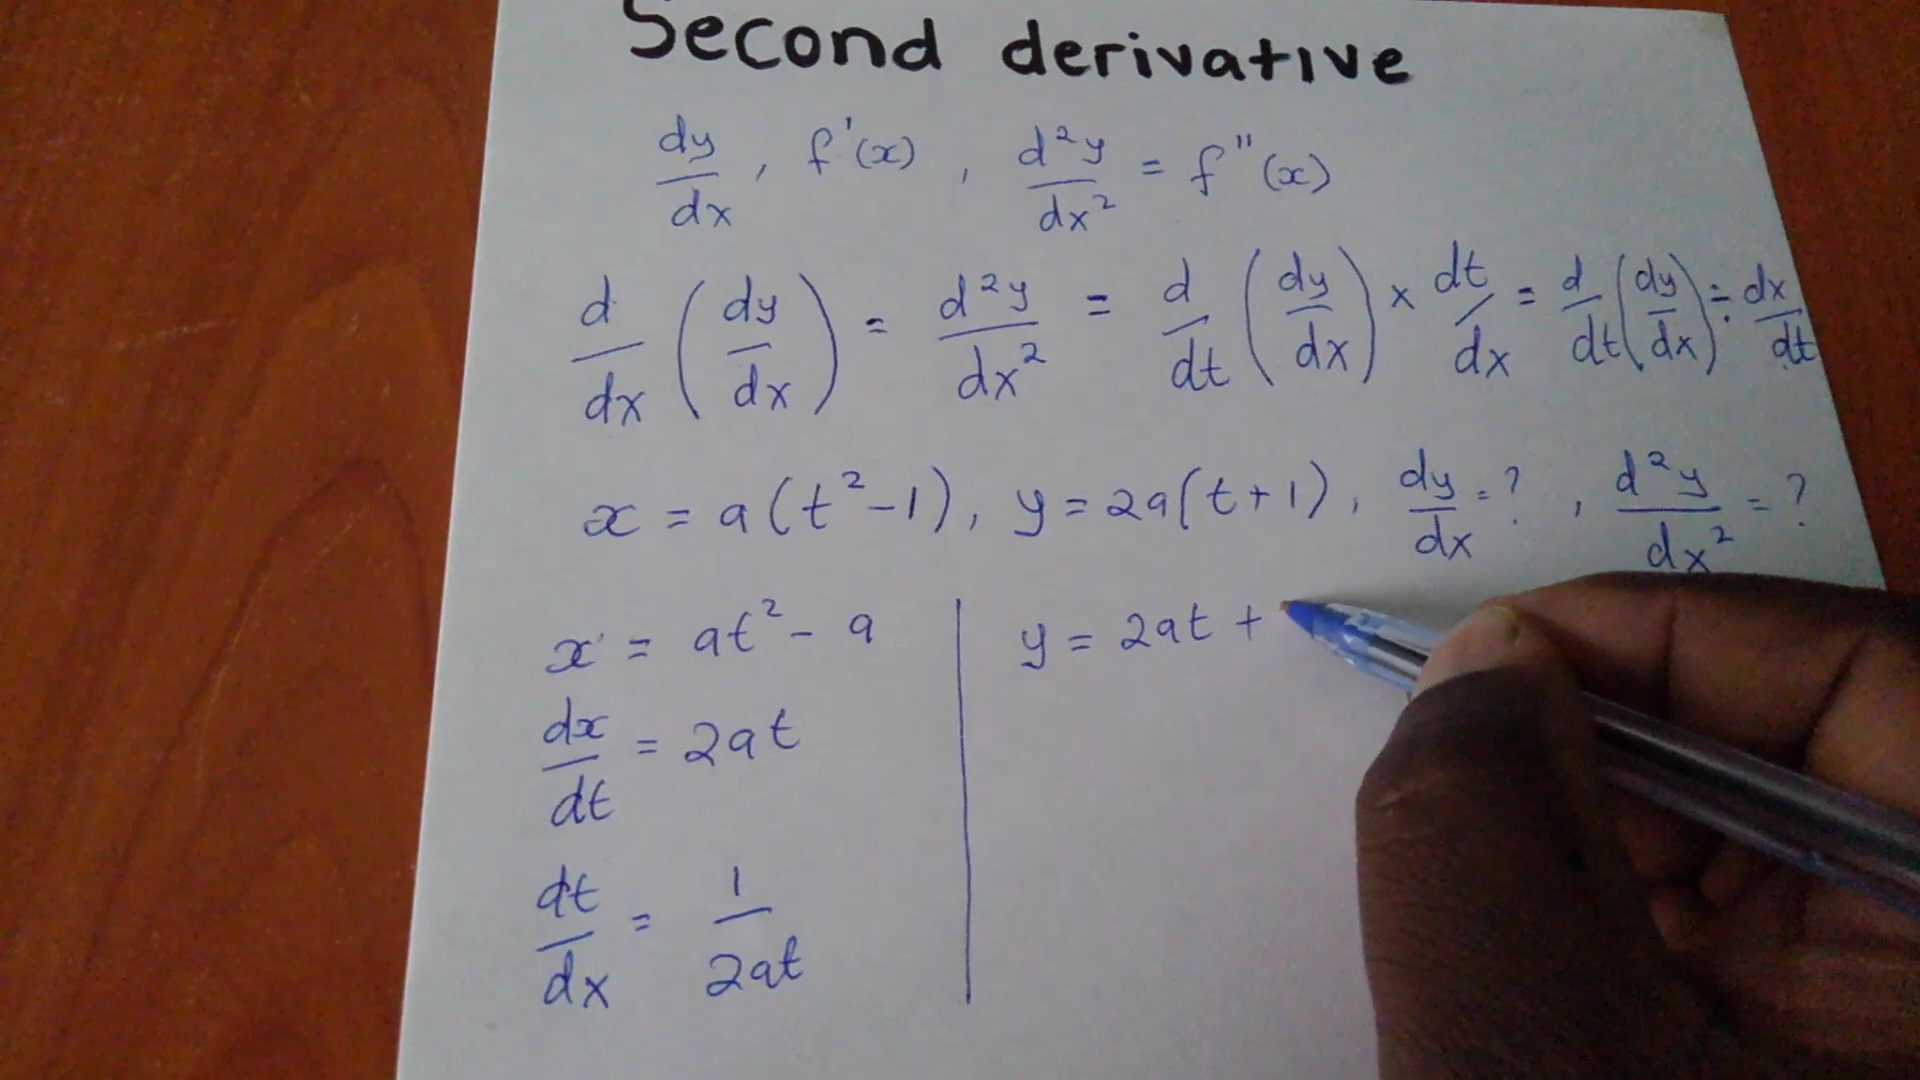 Second derivative
dy/dx , f'(x) , d²y/dx² = f"(x)
d/dx (dy/dx) = d²y/dx² = d/dt (dy/dx) × dt/dx = d/dt (dy/dx) ÷ dx/dt
x = a(t²-1), y = 2a(t+1), dy/dx = ? , d²y/dx² = ?
x = at² - a
dx/dt = 2at
dt/dx = 1/2at
y = 2at +